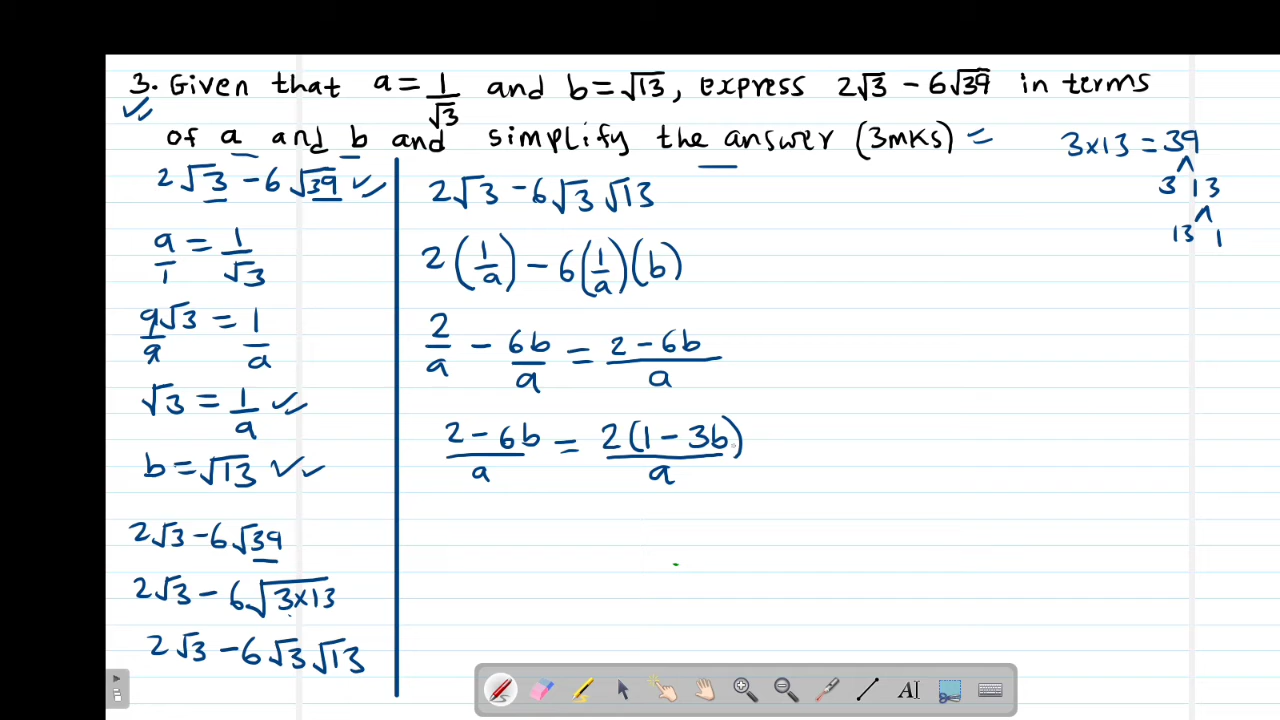 3. Given that a = 1/√3 and b = √13, express 2√3 - 6√39 in terms
of a and b and simplify the answer (3mks) =
2√3 - 6√39
a/1 = 1/√3
a√3/a = 1/a
√3 = 1/a
b = √13
2√3 - 6√39
2√3 - 6√3×13
2√3 - 6√3 √13
2√3 - 6√3 √13
2(1/a) - 6(1/a)(b)
2/a - 6b/a = 2 - 6b/a
2 - 6b/a = 2(1 - 3b)/a
3×13 = 39
3 13
13 1
AI